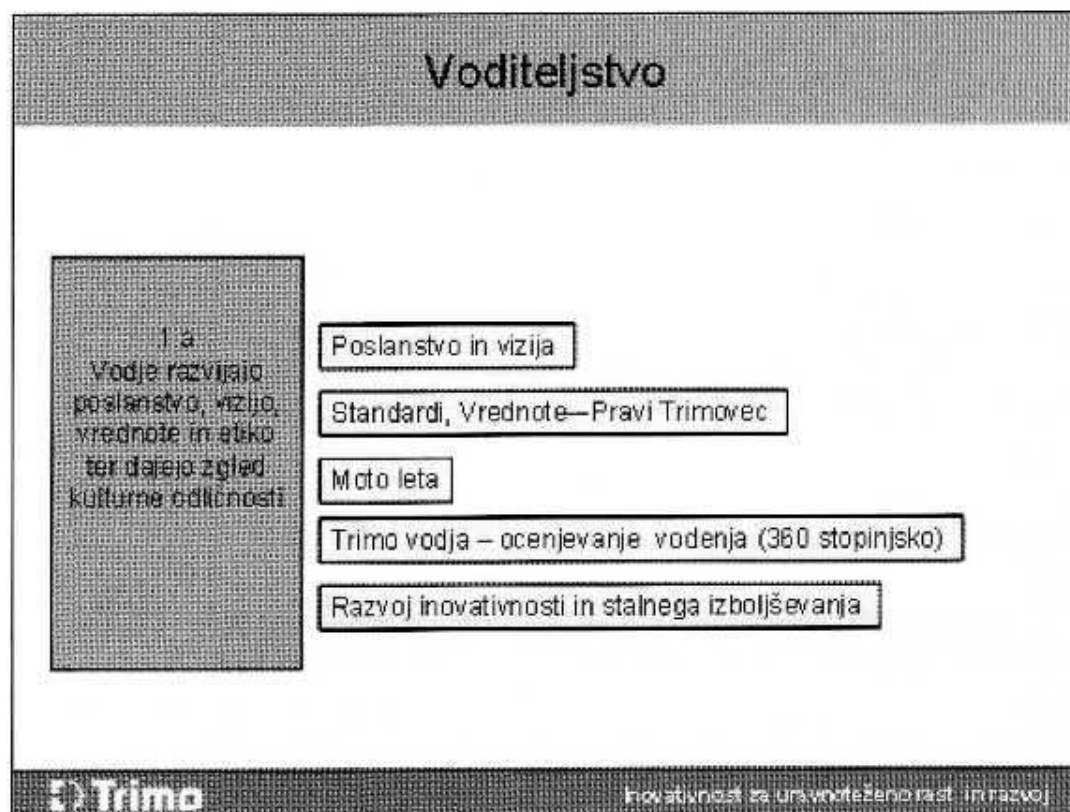 Voditeljstvo
1 a
Vodje razvijajo
poslanstvo, vizijo,
vrednote in etiko
ter dajejo zgled
kulturne odličnosti
Poslanstvo in vizija
Standardi, Vrednote–Pravi Trimovec
Moto leta
Trimo vodja – ocenjevanje vodenja (360 stopinjsko)
Razvoj inovativnosti in stalnega izboljševanja
Trimo
Inovativnost za uravnoteženo rast in razvoj